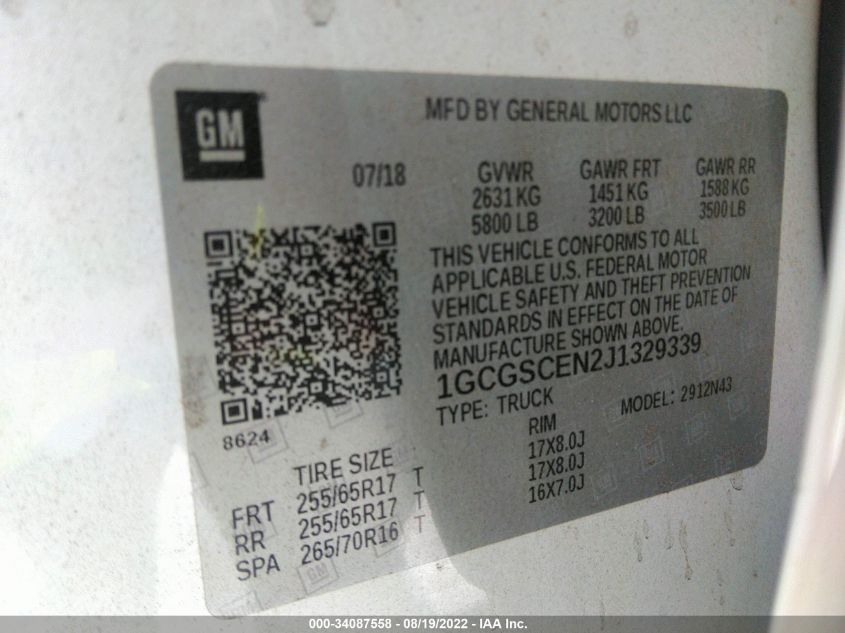 GM
MFD BY GENERAL MOTORS LLC
07/18
GVWR GAWR FRT GAWR RR
2631 KG 1451 KG 1588 KG
5800 LB 3200 LB 3500 LB
THIS VEHICLE CONFORMS TO ALL
APPLICABLE U.S. FEDERAL MOTOR
VEHICLE SAFETY AND THEFT PREVENTION
STANDARDS IN EFFECT ON THE DATE OF
MANUFACTURE SHOWN ABOVE.
1GCGSCEN2J1329339
TYPE: TRUCK MODEL: 2912N43
8624
TIRE SIZE RIM
FRT 255/65R17 T 17X8.0J
RR 255/65R17 T 17X8.0J
SPA 265/70R16 T 16X7.0J
000-34087558 - 08/19/2022 - IAA Inc.